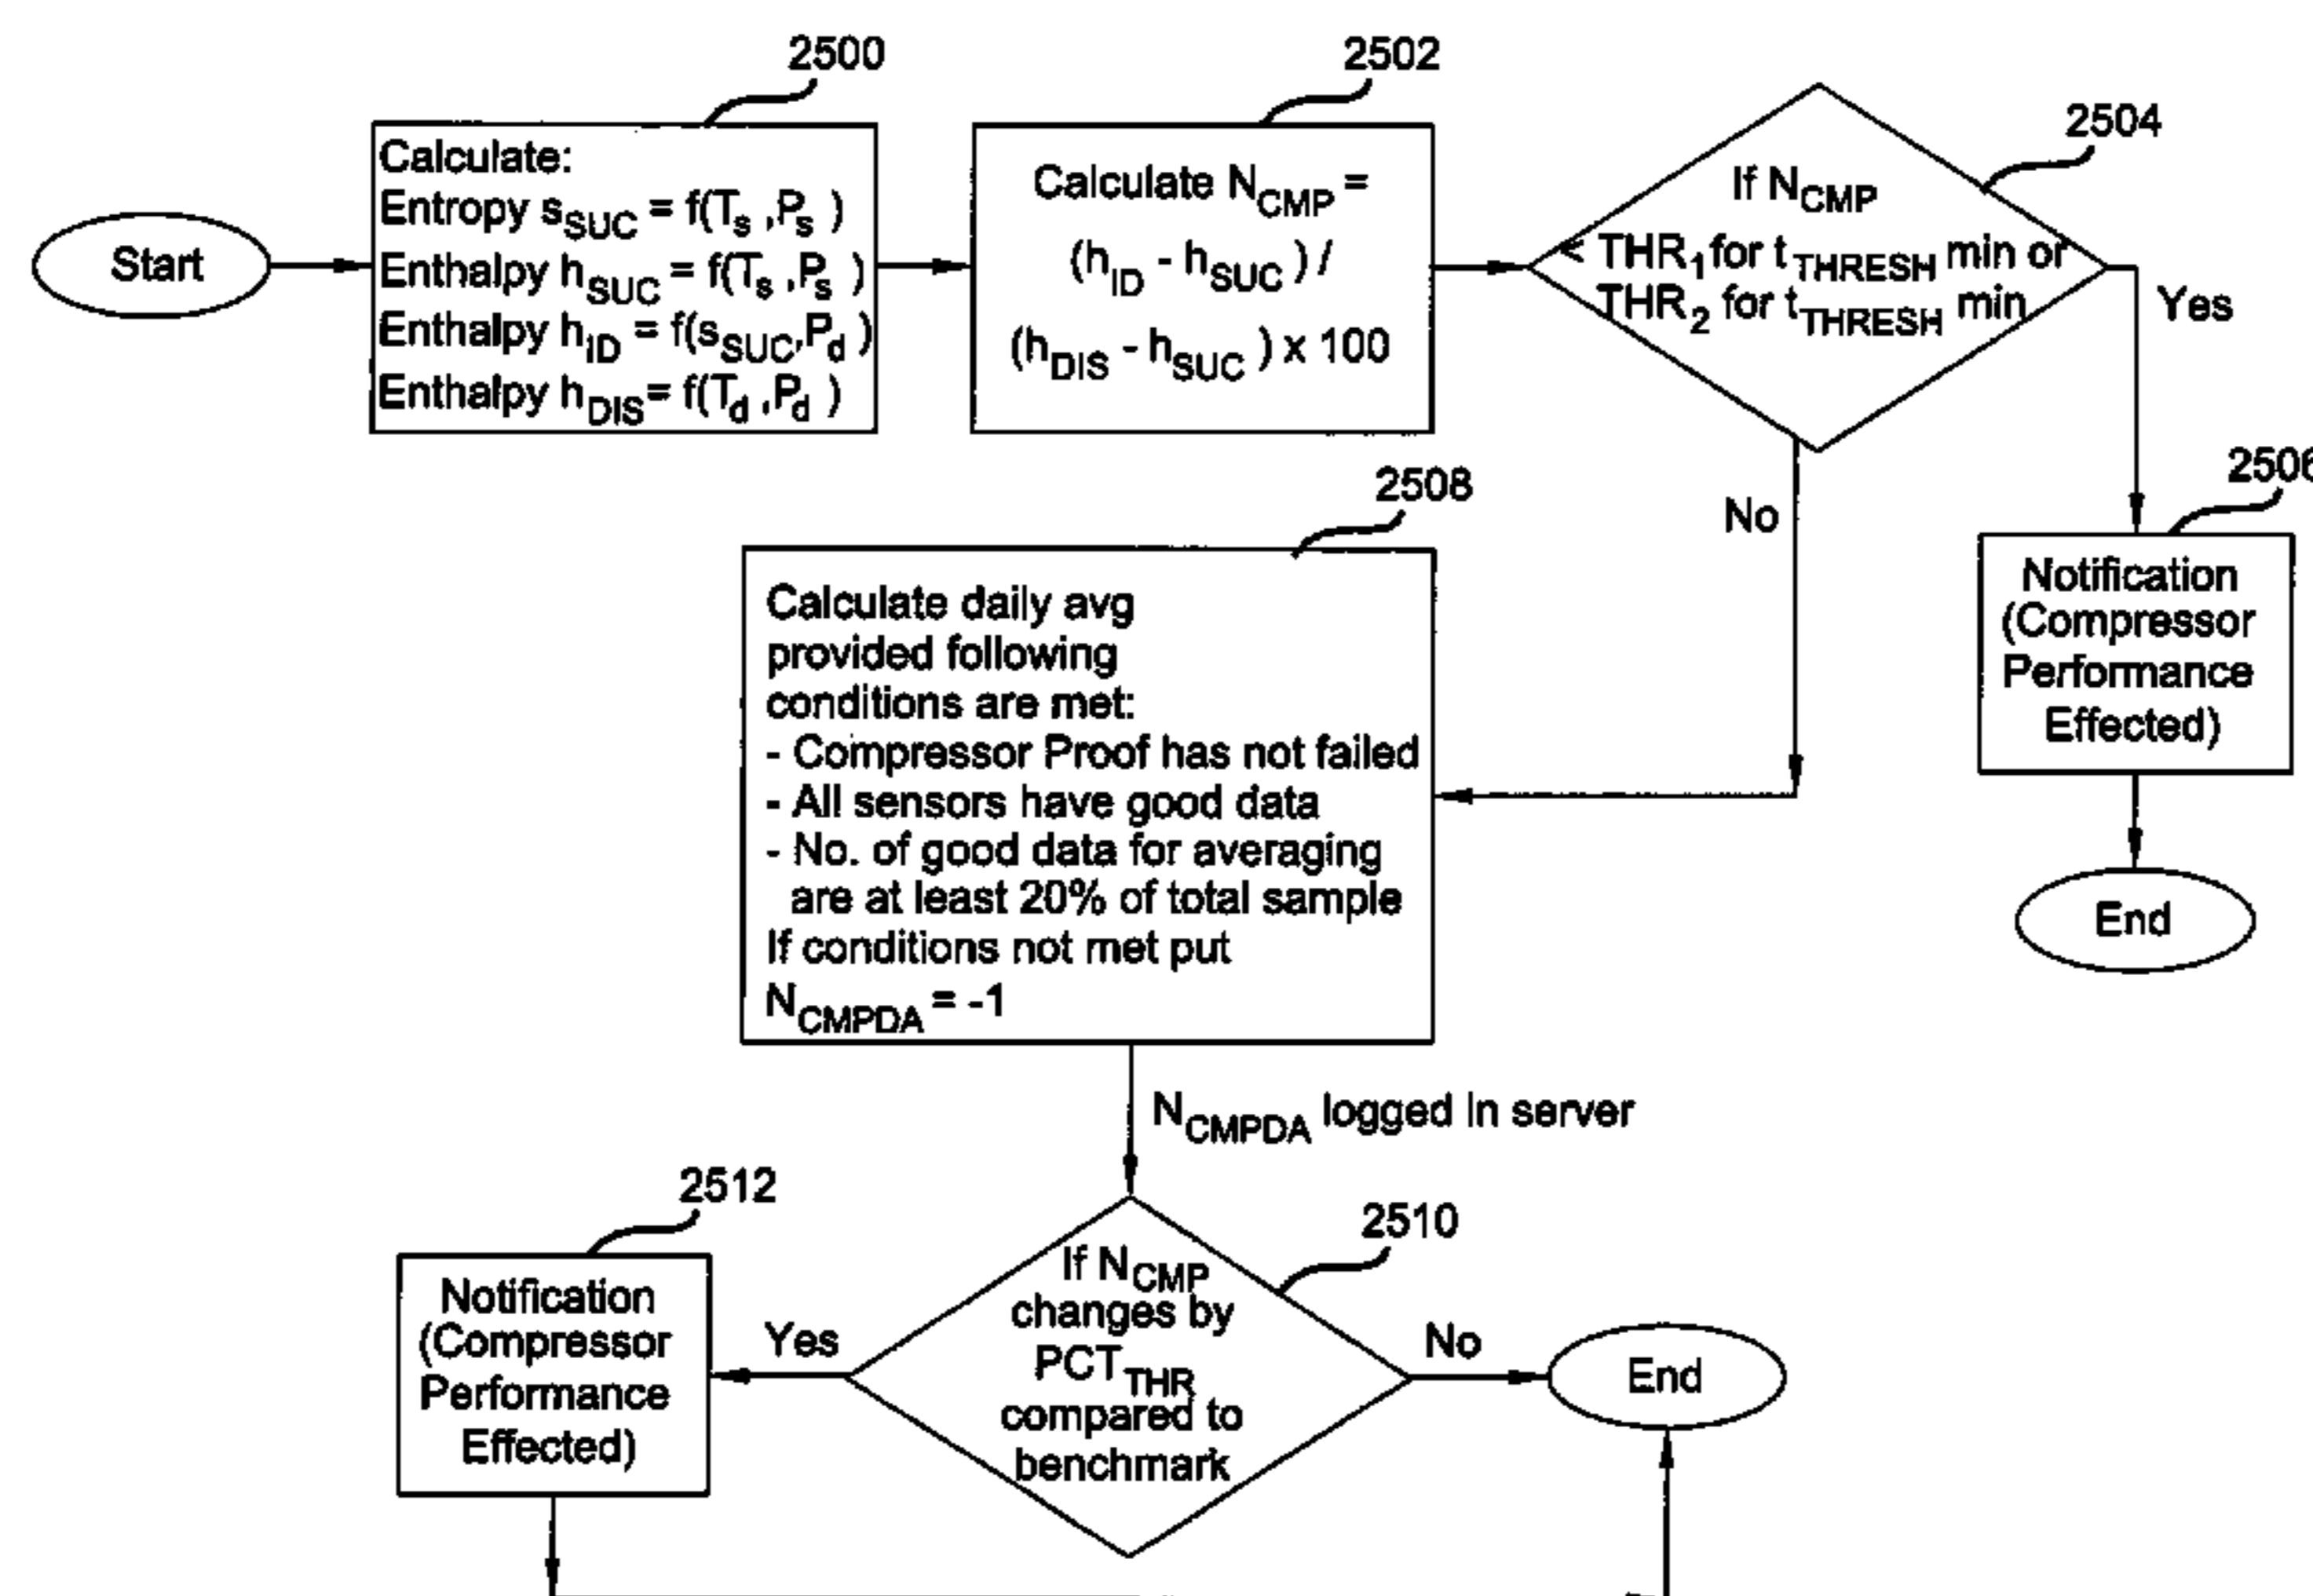 2500
2502
2504
Start
Calculate:
Entropy s_SUC = f(T_s ,P_s )
Enthalpy h_SUC = f(T_s ,P_s )
Enthalpy h_ID = f(s_SUC,P_d )
Enthalpy h_DIS= f(T_d ,P_d )
Calculate N_CMP =
(h_ID - h_SUC ) /
(h_DIS - h_SUC ) x 100
If N_CMP
< THR_1 for t_THRESH min or
THR_2 for t_THRESH min
Yes
No
2506
Notification
(Compressor
Performance
Effected)
End
2508
Calculate daily avg
provided following
conditions are met:
- Compressor Proof has not failed
- All sensors have good data
- No. of good data for averaging
are at least 20% of total sample
If conditions not met put
N_CMPDA = -1
N_CMPDA logged in server
2510
If N_CMP
changes by
PCT_THR
compared to
benchmark
Yes
No
2512
Notification
(Compressor
Performance
Effected)
End